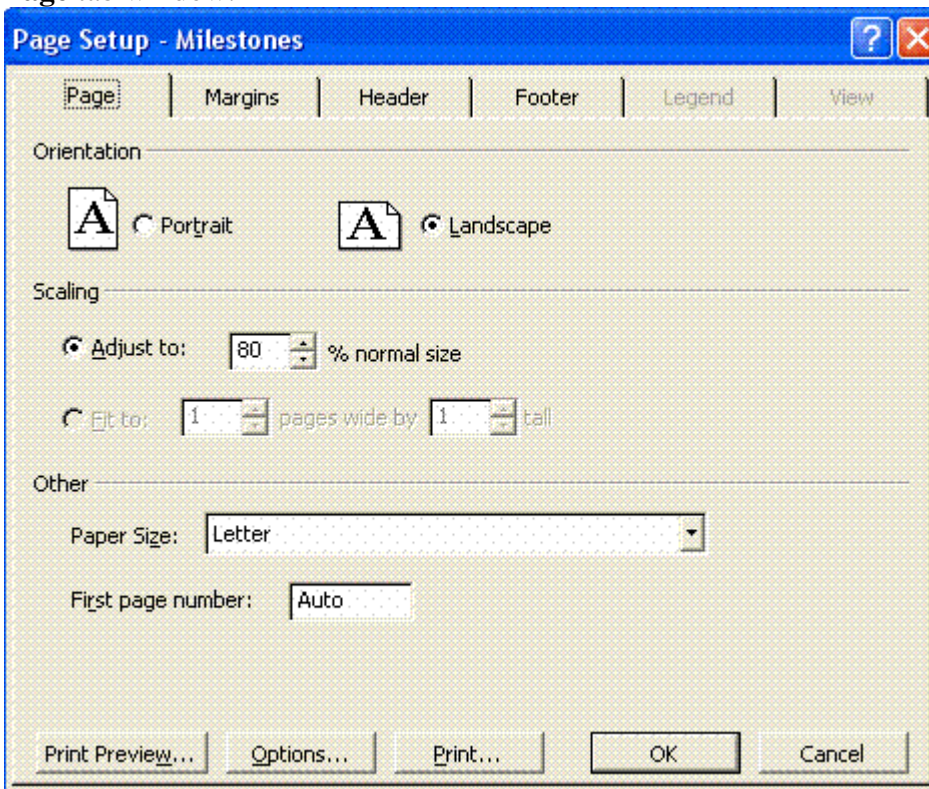 Page Setup - Milestones
Page Margins Header Footer Legend View
Orientation
A Portrait A Landscape
Scaling
Adjust to: 80 % normal size
Fit to: 1 pages wide by 1 tall
Other
Paper Size: Letter
First page number: Auto
Print Preview... Options... Print... OK Cancel